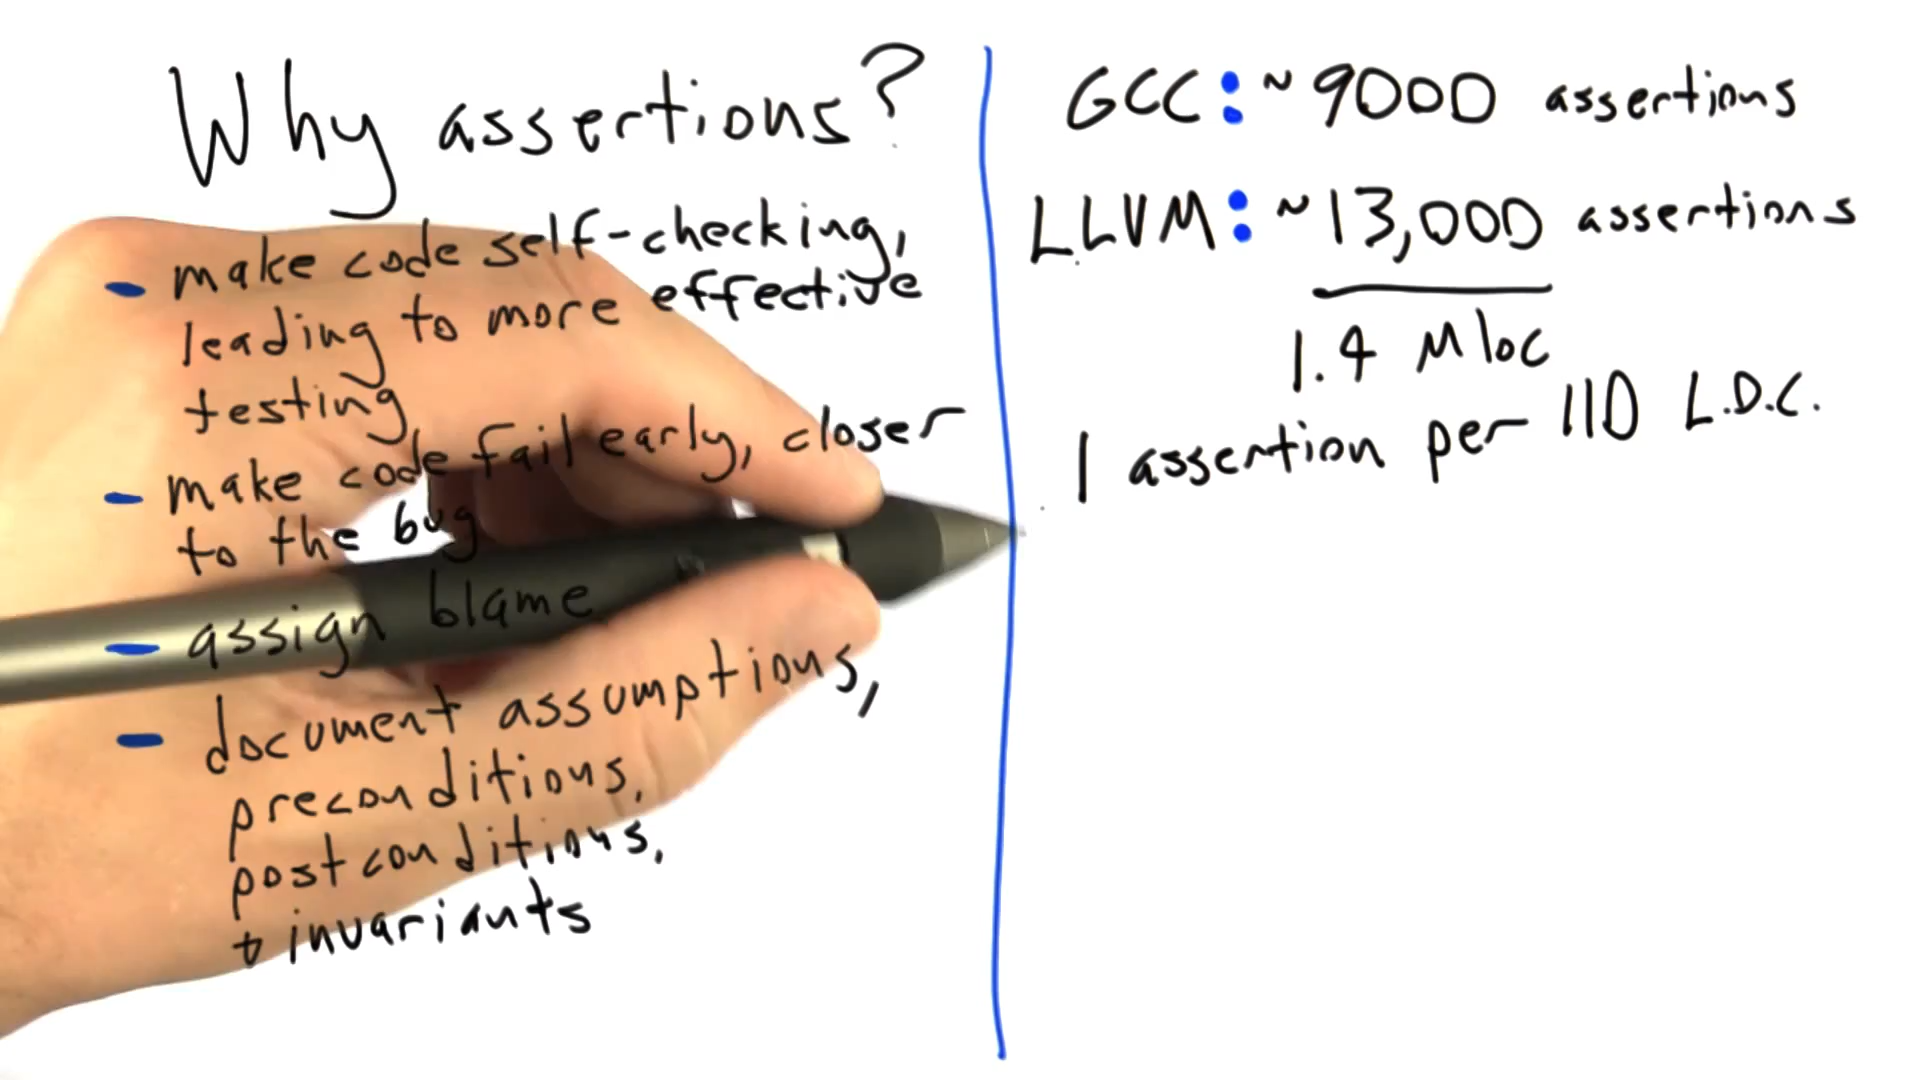 Why assertions?
- make code self-checking,
leading to more effective
testing
- make code fail early, closer
to the bug
- assign blame
- document assumptions,
preconditions,
postconditions,
+ invariants
GCC: ~9000 assertions
LLVM: ~13,000 assertions
1.4 Mloc
1 assertion per 110 L.O.C.